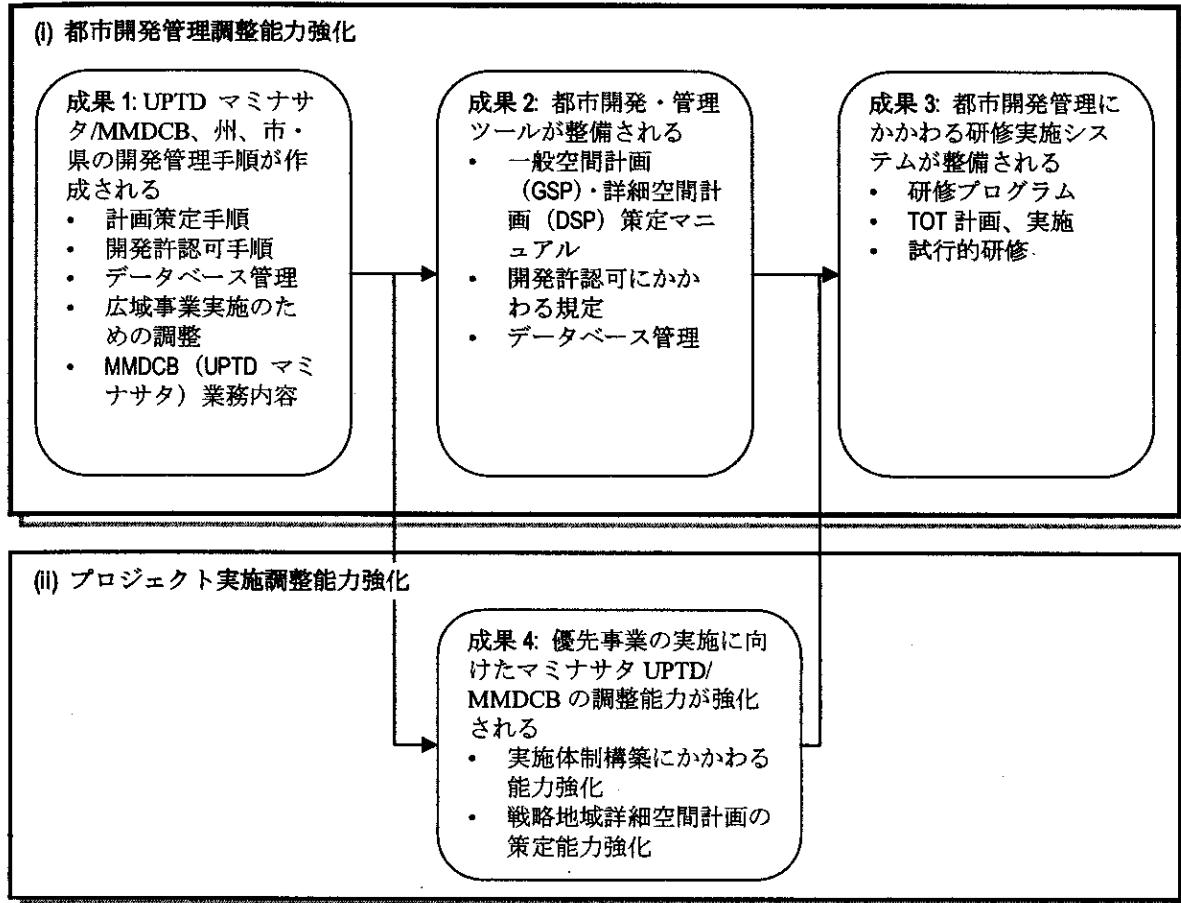 (i) 都市開発管理調整能力強化
成果 1: UPTD マミナサ
タ/MMDCB、州、市・
県の開発管理手順が作
成される
• 計画策定手順
• 開発許認可手順
• データベース管理
• 広域事業実施のた
めの調整
• MMDCB（UPTD マミ
ナサタ）業務内容
成果 2: 都市開発・管理
ツールが整備される
• 一般空間計画
（GSP）・詳細空間計
画（DSP）策定マニ
ュアル
• 開発許認可にかか
わる規定
• データベース管理
成果 3: 都市開発管理に
かかわる研修実施シス
テムが整備される
• 研修プログラム
• TOT 計画、実施
• 試行的研修
(ii) プロジェクト実施調整能力強化
成果 4: 優先事業の実施に向
けたマミナサタ UPTD/
MMDCB の調整能力が強化
される
• 実施体制構築にかかわる
能力強化
• 戦略地域詳細空間計画の
策定能力強化